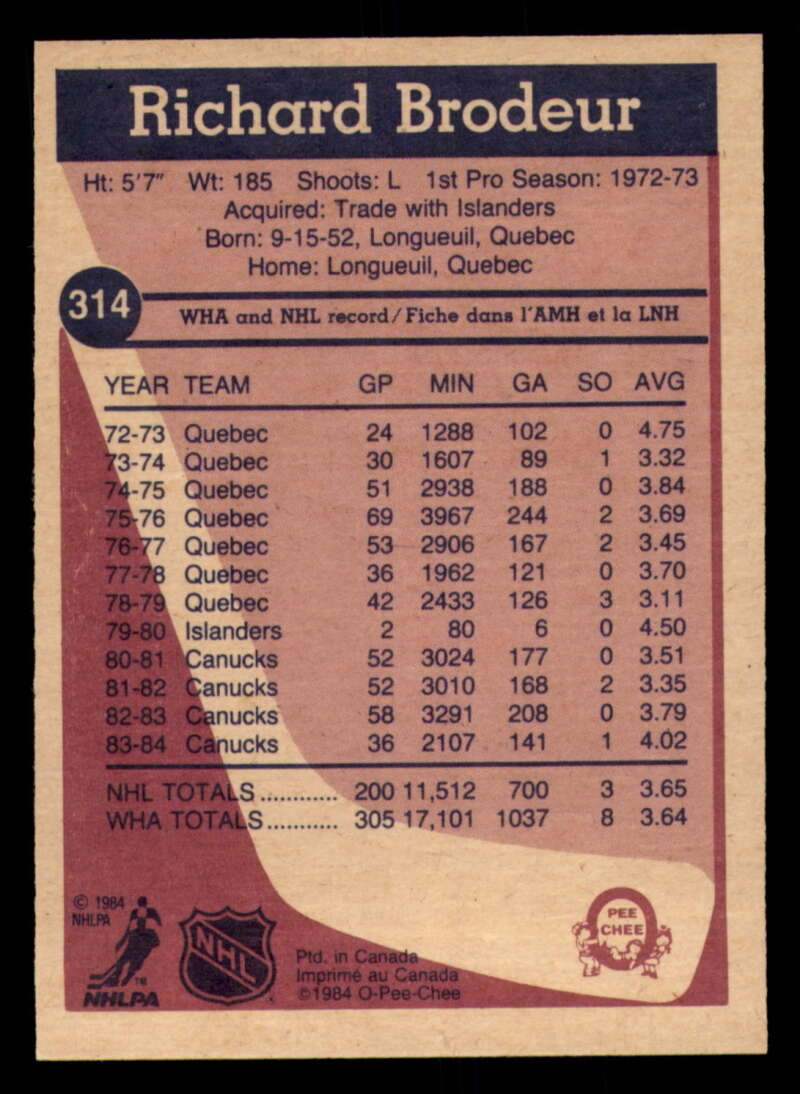 Richard Brodeur
Ht: 5'7" Wt: 185 Shoots: L 1st Pro Season: 1972-73
Acquired: Trade with Islanders
Born: 9-15-52, Longueuil, Quebec
Home: Longueuil, Quebec
314
WHA and NHL record/Fiche dans l'AMH et la LNH
YEAR TEAM GP MIN GA SO AVG
72-73 Quebec 24 1288 102 0 4.75
73-74 Quebec 30 1607 89 1 3.32
74-75 Quebec 51 2938 188 0 3.84
75-76 Quebec 69 3967 244 2 3.69
76-77 Quebec 53 2906 167 2 3.45
77-78 Quebec 36 1962 121 0 3.70
78-79 Quebec 42 2433 126 3 3.11
79-80 Islanders 2 80 6 0 4.50
80-81 Canucks 52 3024 177 0 3.51
81-82 Canucks 52 3010 168 2 3.35
82-83 Canucks 58 3291 208 0 3.79
83-84 Canucks 36 2107 141 1 4.02
NHL TOTALS............ 200 11,512 700 3 3.65
WHA TOTALS........... 305 17,101 1037 8 3.64
© 1984
NHLPA
TM
NHLPA
NHL
Ptd. in Canada
Imprimé au Canada
©1984 O-Pee-Chee
PEE
CHEE